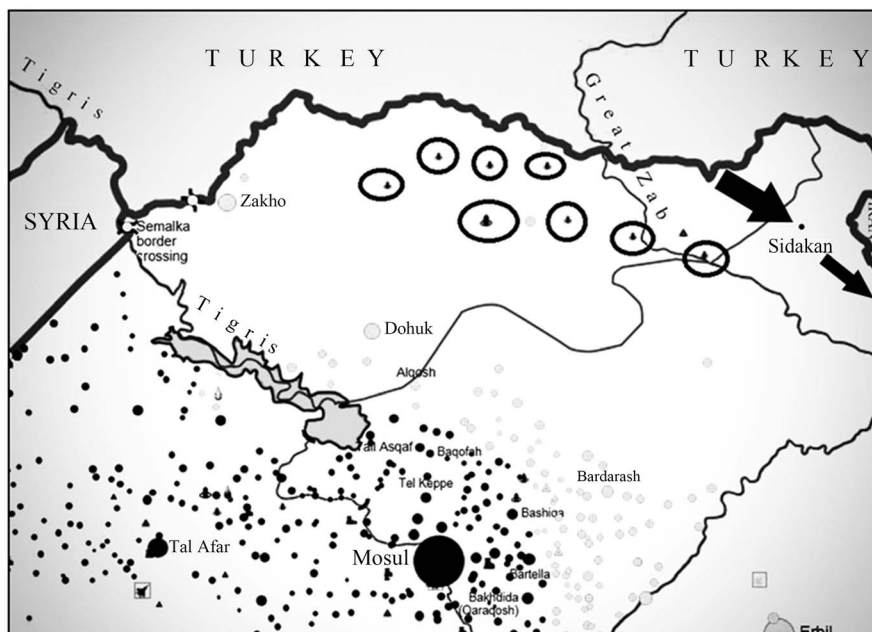 TURKEY
TURKEY
Tigris
Great Zab
Zakho
SYRIA
Semalka
border
crossing
Sidakan
Tigris
Dohuk
Alqosh
Tall Asqaf
Baqofah
Tel Keppe
Bardarash
Bashiqa
Tal Afar
Mosul
Bartella
Bakhdida
(Qaraqosh)
Erbil